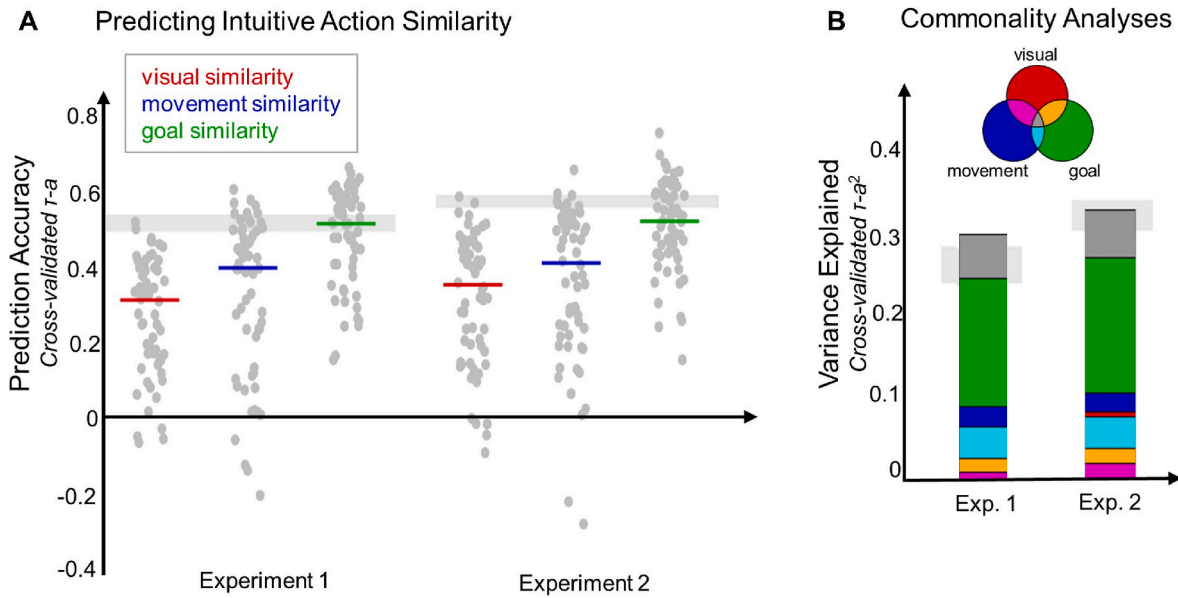 A Predicting Intuitive Action Similarity
visual similarity
movement similarity
goal similarity
Prediction Accuracy
Cross-validated τ-a
0.8
0.6
0.4
0.2
0
-0.2
-0.4
Experiment 1
Experiment 2
B Commonality Analyses
visual
movement
goal
Variance Explained
Cross-validated τ-a²
0.4
0.3
0.2
0.1
0
Exp. 1
Exp. 2